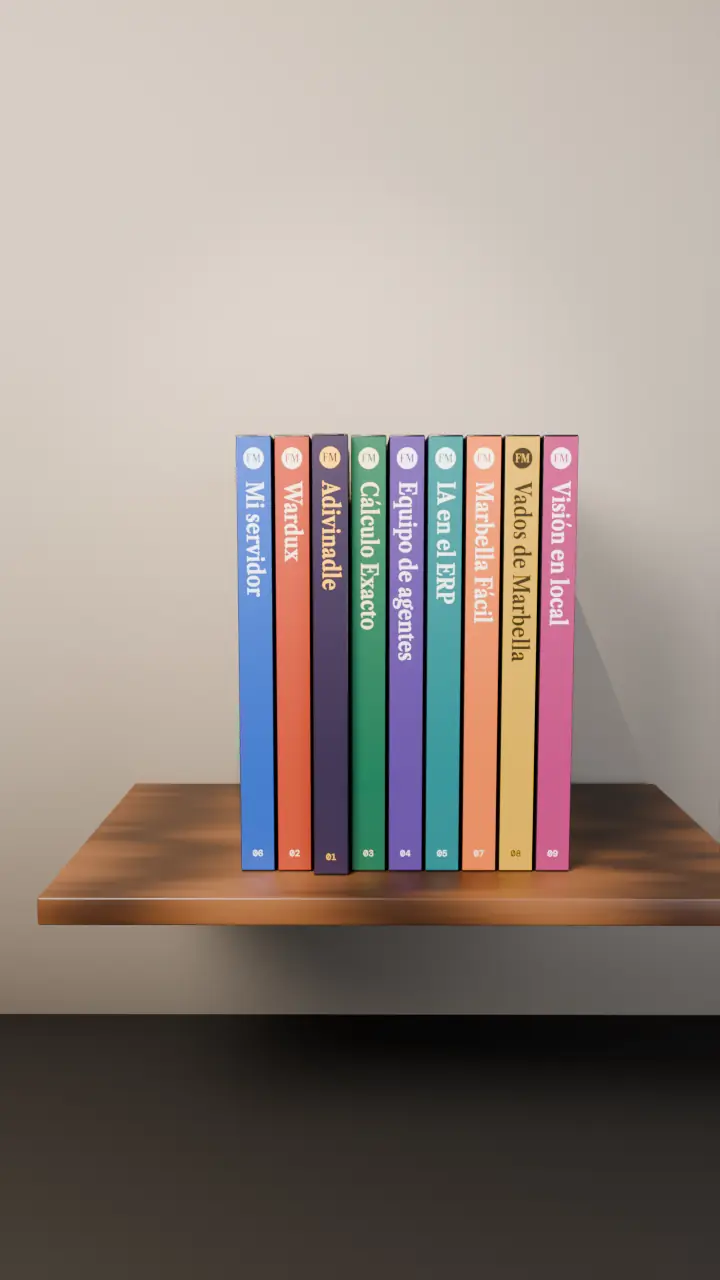 FM
Mi servidor
06
FM
Wardux
02
FM
Adivinadle
01
FM
Cálculo Exacto
03
FM
Equipo de agentes
04
FM
IA en el ERP
05
FM
Marbella Fácil
07
FM
Vados de Marbella
08
FM
Visión en local
09